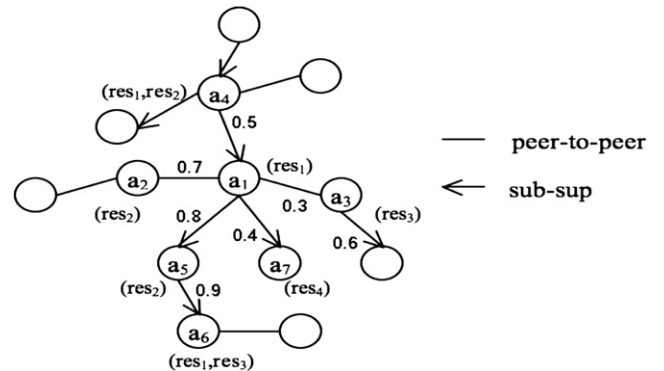 (res₁,res₂)
a₄
0.5
peer-to-peer
sub-sup
a₂
0.7
a₁
(res₁)
0.3
a₃
(res₂)
(res₃)
0.8
0.4
0.6
a₅
a₇
(res₂)
0.9
(res₄)
a₆
(res₁,res₃)